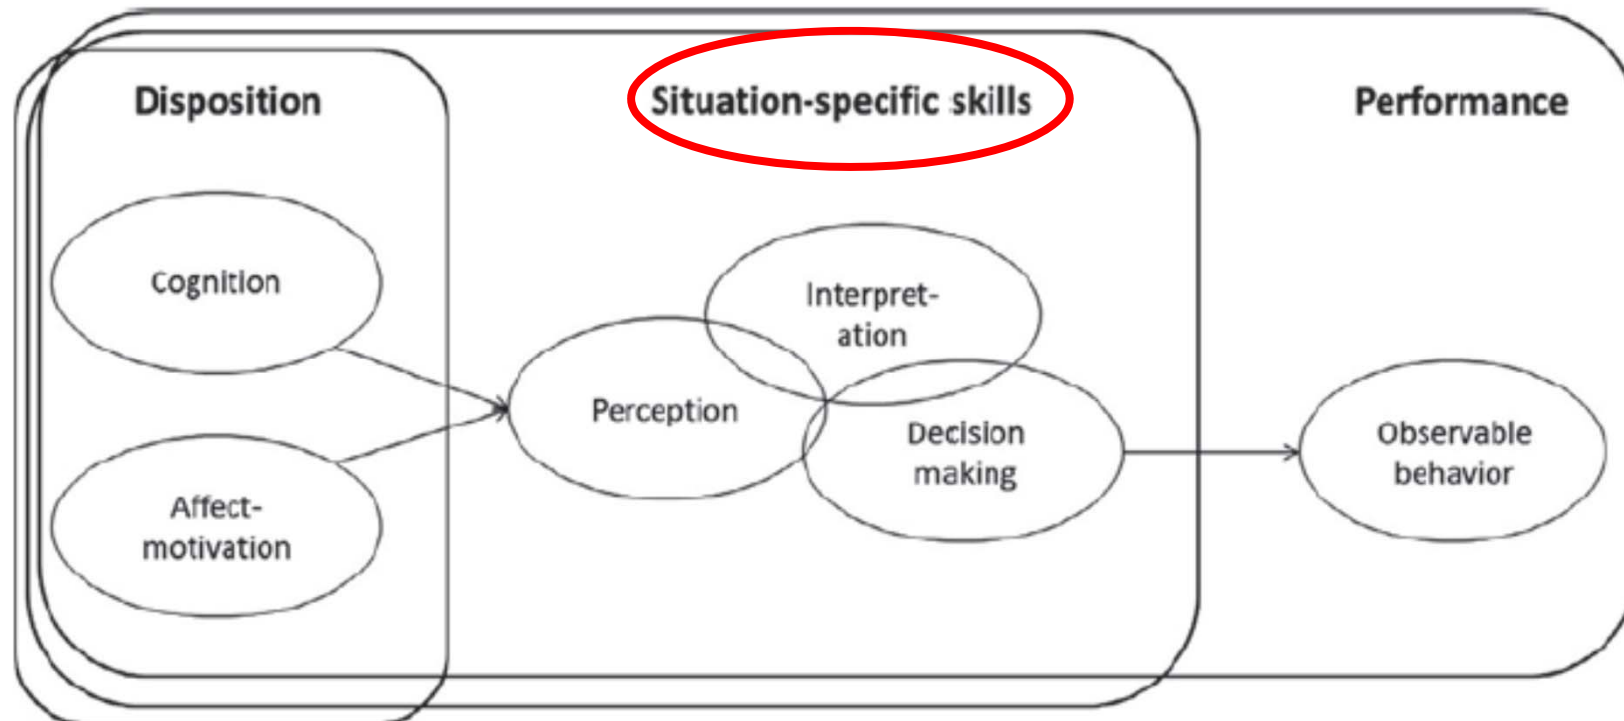 Disposition
Situation-specific skills
Performance
Cognition
Affect-
motivation
Perception
Interpret-
ation
Decision
making
Observable
behavior